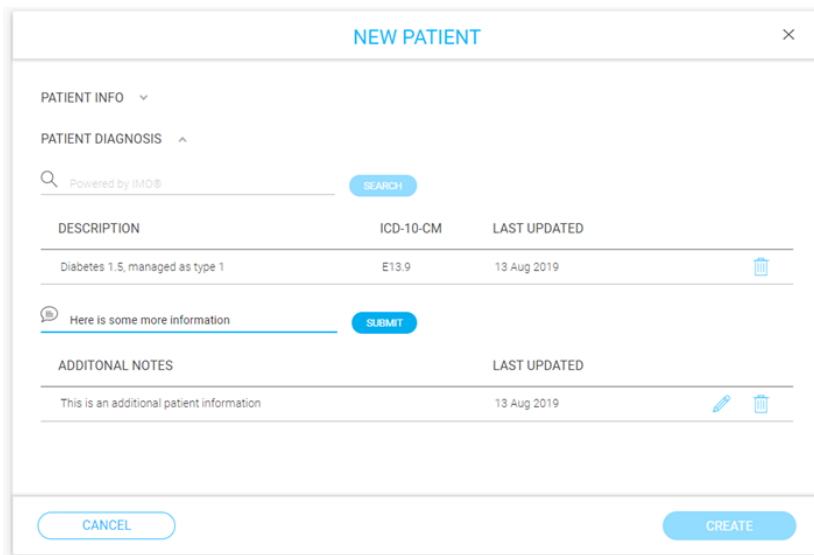 NEW PATIENT
PATIENT INFO
PATIENT DIAGNOSIS
Powered by IMO®
SEARCH
DESCRIPTION ICD-10-CM LAST UPDATED
Diabetes 1.5, managed as type 1 E13.9 13 Aug 2019
Here is some more information
SUBMIT
ADDITONAL NOTES LAST UPDATED
This is an additional patient information 13 Aug 2019
CANCEL CREATE